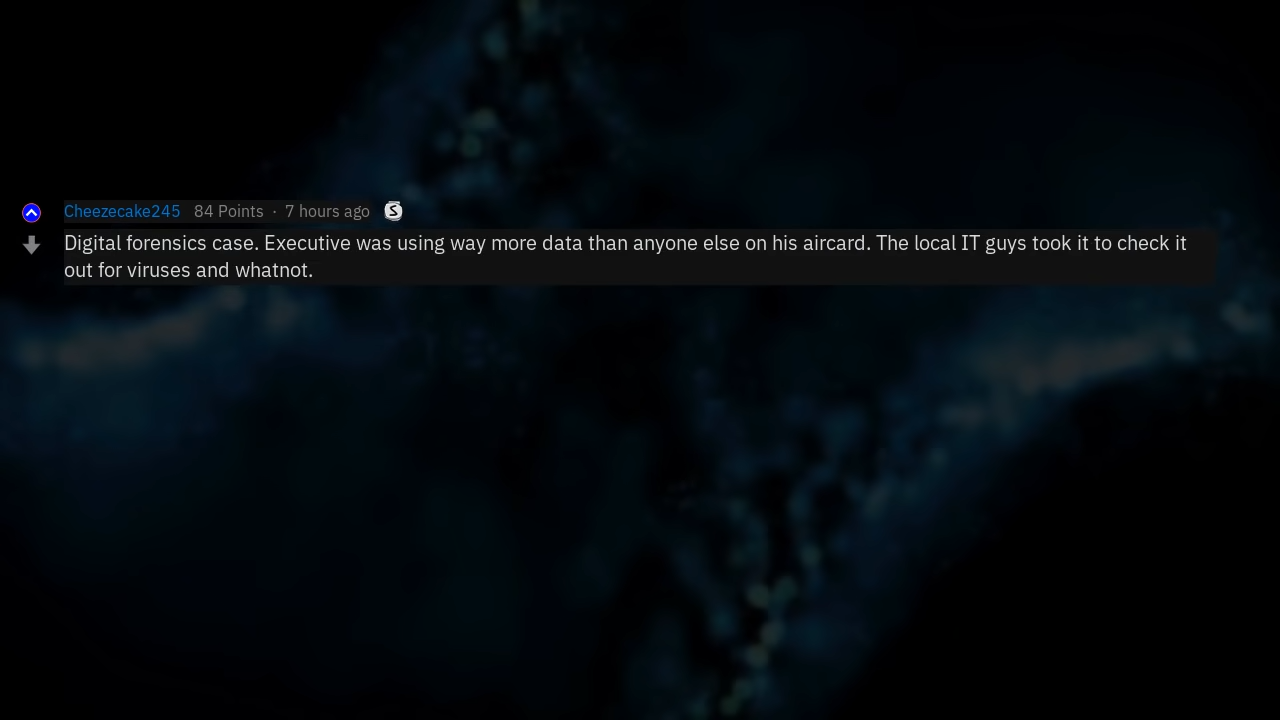 Cheezecake245 84 Points · 7 hours ago S
Digital forensics case. Executive was using way more data than anyone else on his aircard. The local IT guys took it to check it
out for viruses and whatnot.